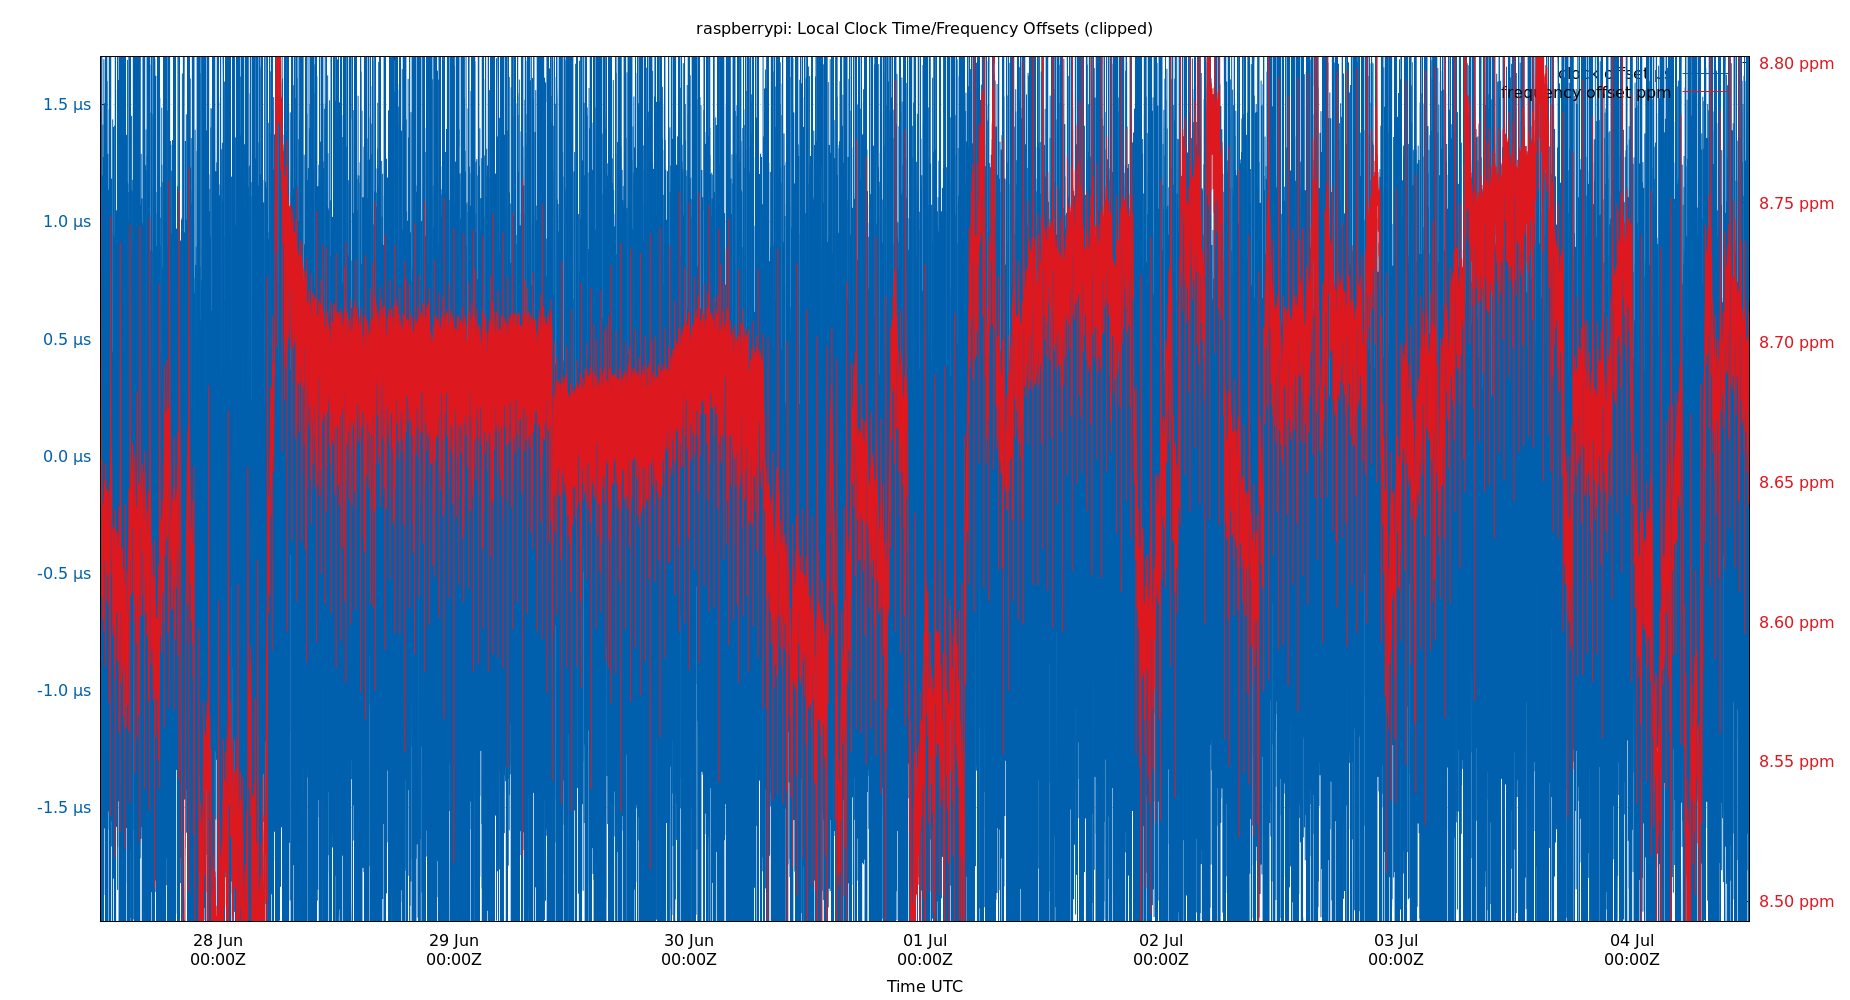 raspberrypi: Local Clock Time/Frequency Offsets (clipped)
clock offset µs
frequency offset ppm
1.5 µs
1.0 µs
0.5 µs
0.0 µs
-0.5 µs
-1.0 µs
-1.5 µs
8.80 ppm
8.75 ppm
8.70 ppm
8.65 ppm
8.60 ppm
8.55 ppm
8.50 ppm
28 Jun
00:00Z
29 Jun
00:00Z
30 Jun
00:00Z
01 Jul
00:00Z
02 Jul
00:00Z
03 Jul
00:00Z
04 Jul
00:00Z
Time UTC